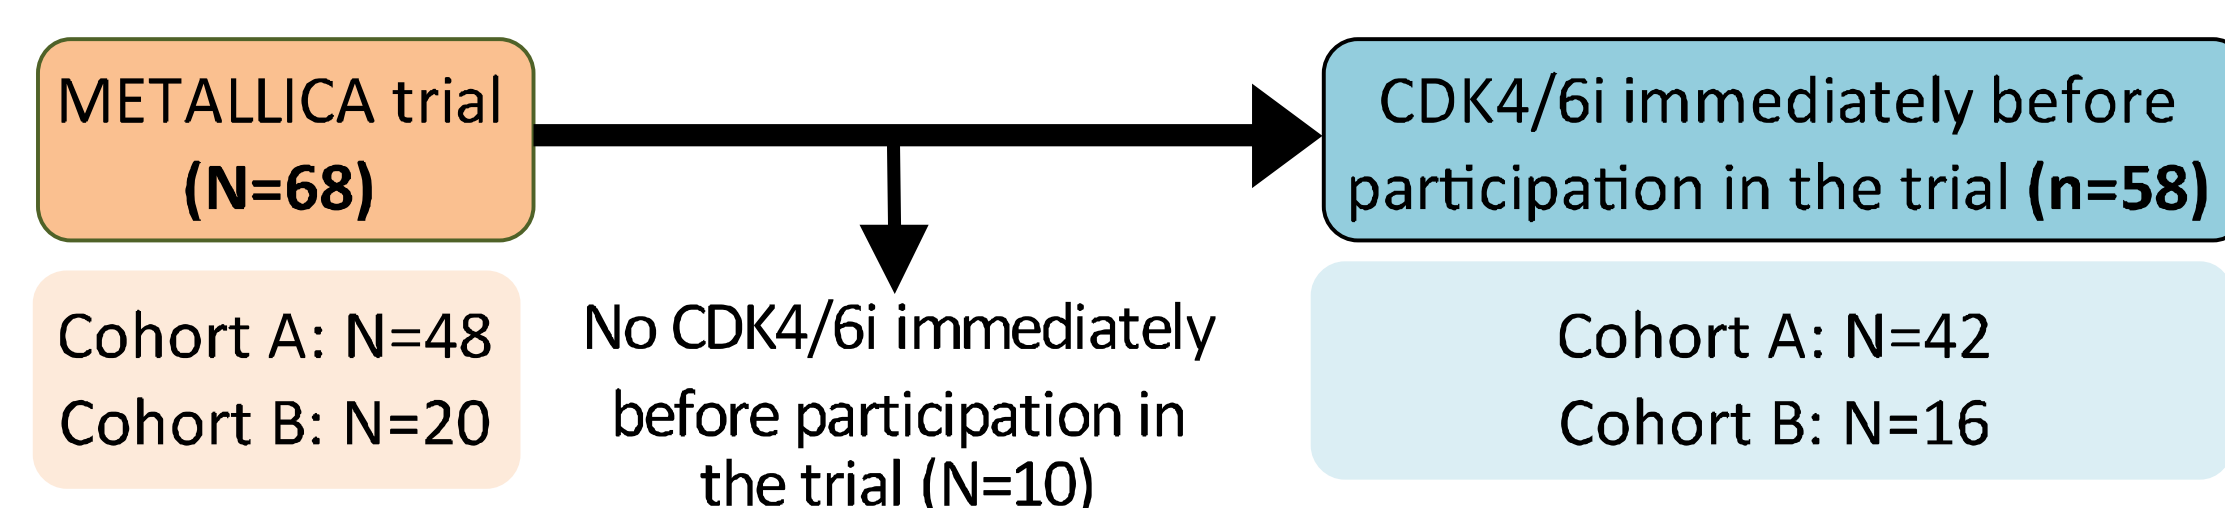 METALLICA trial
(N=68)
Cohort A: N=48
Cohort B: N=20
No CDK4/6i immediately
before participation in
the trial (N=10)
CDK4/6i immediately before
participation in the trial (n=58)
Cohort A: N=42
Cohort B: N=16